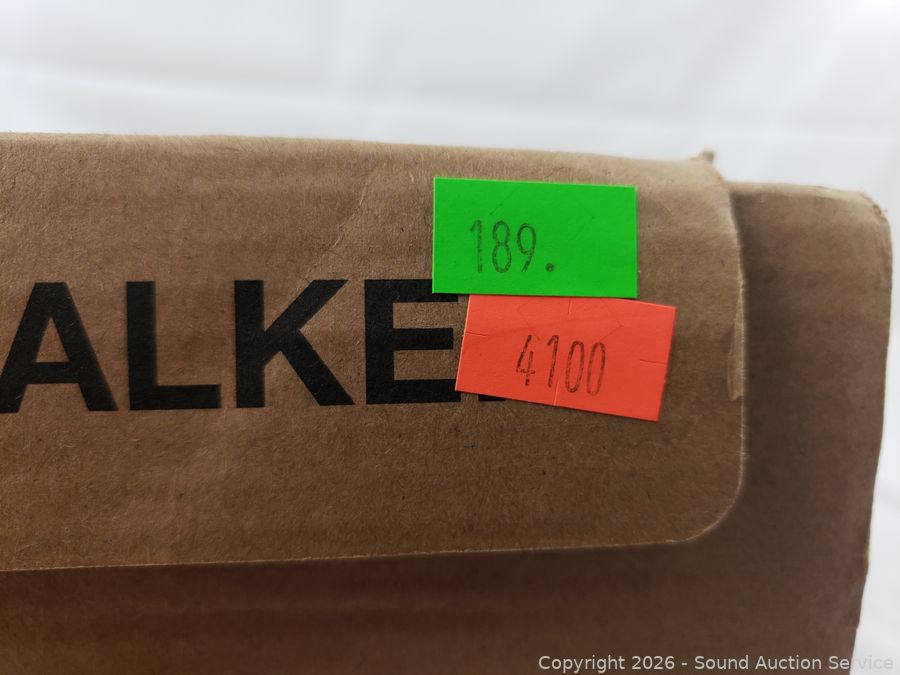 189.
ALKE
4100
Copyright 2026 - Sound Auction Service